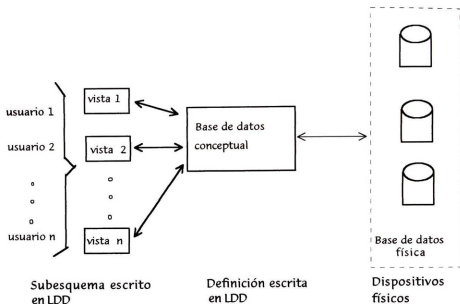 usuario 1
vista 1
usuario 2
vista 2
usuario n
vista n
Base de datos
conceptual
Base de datos
física
Subesquema escrito
en LDD
Definición escrita
en LDD
Dispositivos
físicos